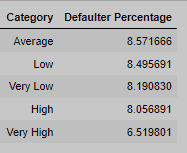 Category Defaulter Percentage
Average 8.571666
Low 8.495691
Very Low 8.190830
High 8.056891
Very High 6.519801